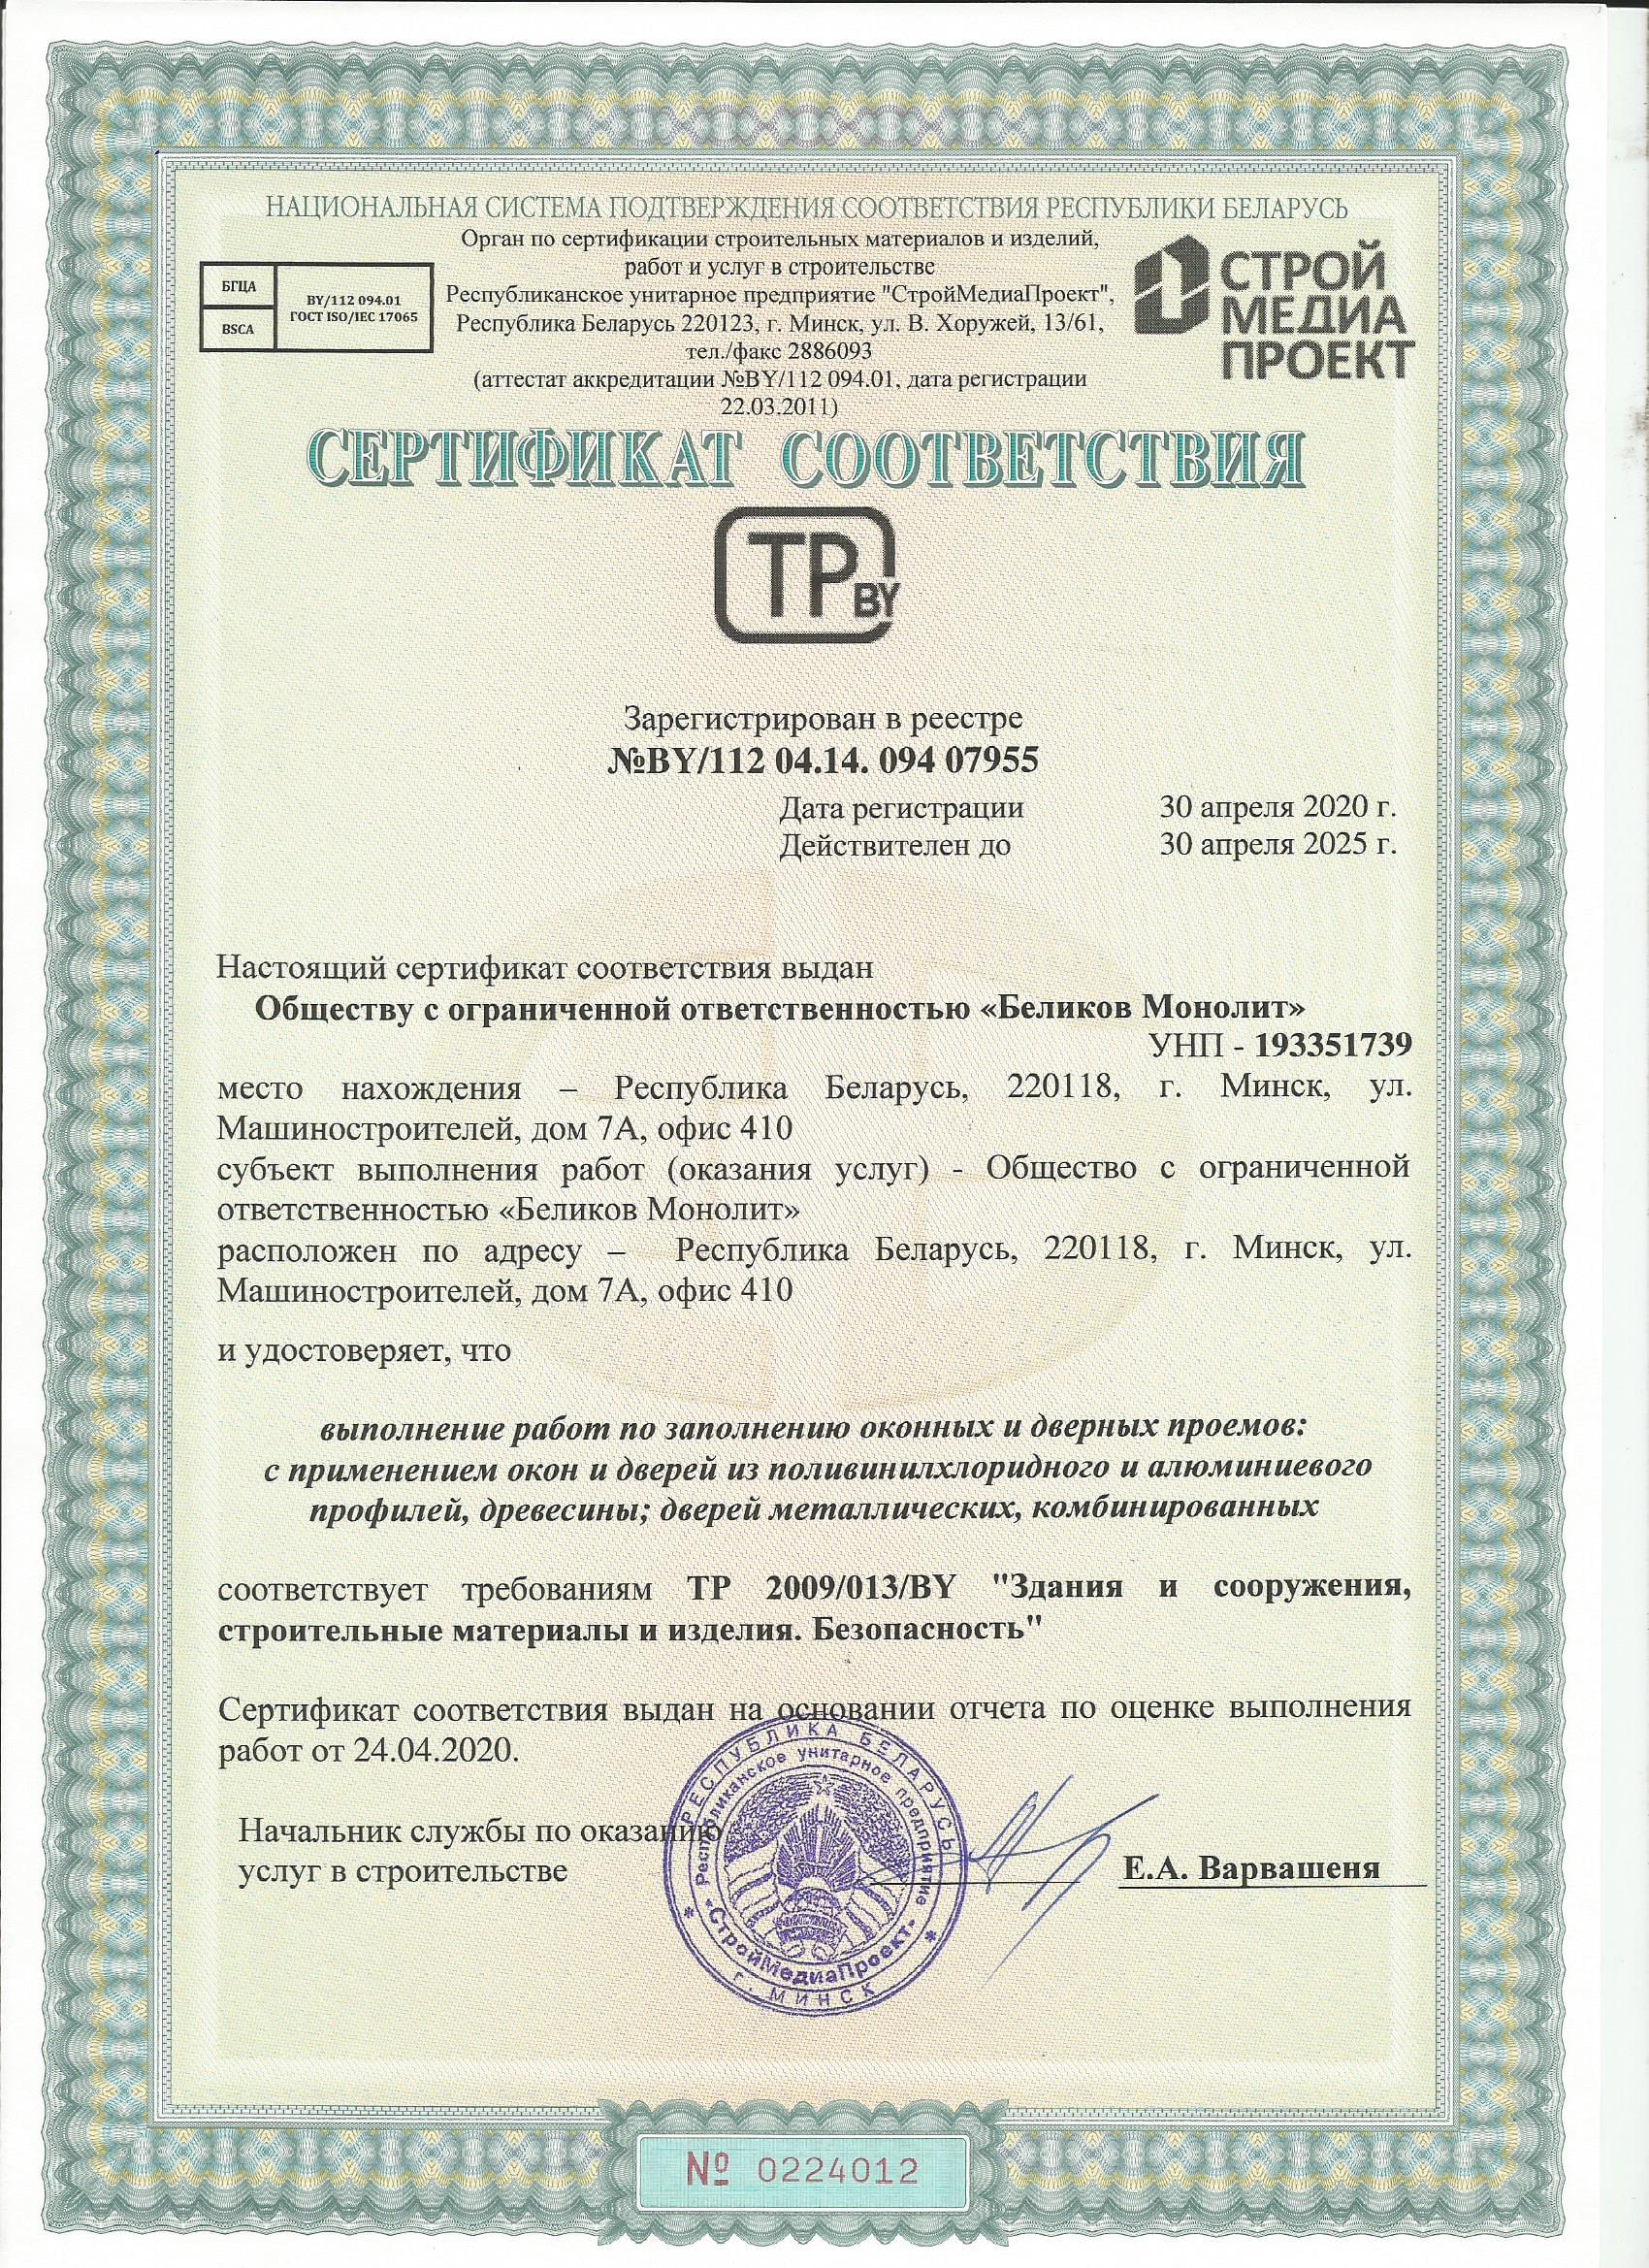 НАЦИОНАЛЬНАЯ СИСТЕМА ПОДТВЕРЖДЕНИЯ СООТВЕТСТВИЯ РЕСПУБЛИКИ БЕЛАРУСЬ
Орган по сертификации строительных материалов и изделий,
работ и услуг в строительстве
Республиканское унитарное предприятие "СтройМедиаПроект",
Республика Беларусь 220123, г. Минск, ул. В. Хоружей, 13/61,
тел./факс 2886093
(аттестат аккредитации №BY/112 094.01, дата регистрации
22.03.2011)
БГЦА
BSCA
BY/112 094.01
ГОСТ ISO/IEC 17065
СТРОЙ
МЕДИА
ПРОЕКТ
СЕРТИФИКАТ СООТВЕТСТВИЯ
ТР BY
Зарегистрирован в реестре
№BY/112 04.14. 094 07955
Дата регистрации 30 апреля 2020 г.
Действителен до 30 апреля 2025 г.
Настоящий сертификат соответствия выдан
Обществу с ограниченной ответственностью «Беликов Монолит»
УНП - 193351739
место нахождения – Республика Беларусь, 220118, г. Минск, ул.
Машиностроителей, дом 7А, офис 410
субъект выполнения работ (оказания услуг) - Общество с ограниченной
ответственностью «Беликов Монолит»
расположен по адресу – Республика Беларусь, 220118, г. Минск, ул.
Машиностроителей, дом 7А, офис 410
и удостоверяет, что
выполнение работ по заполнению оконных и дверных проемов:
с применением окон и дверей из поливинилхлоридного и алюминиевого
профилей, древесины; дверей металлических, комбинированных
соответствует требованиям ТР 2009/013/BY "Здания и сооружения,
строительные материалы и изделия. Безопасность"
Сертификат соответствия выдан на основании отчета по оценке выполнения
работ от 24.04.2020.
Начальник службы по оказанию
услуг в строительстве
Е.А. Варвашеня
РЕСПУБЛИКА БЕЛАРУСЬ
Республиканское унитарное предприятие
«СтройМедиаПроект»
г. МИНСК
№ 0224012